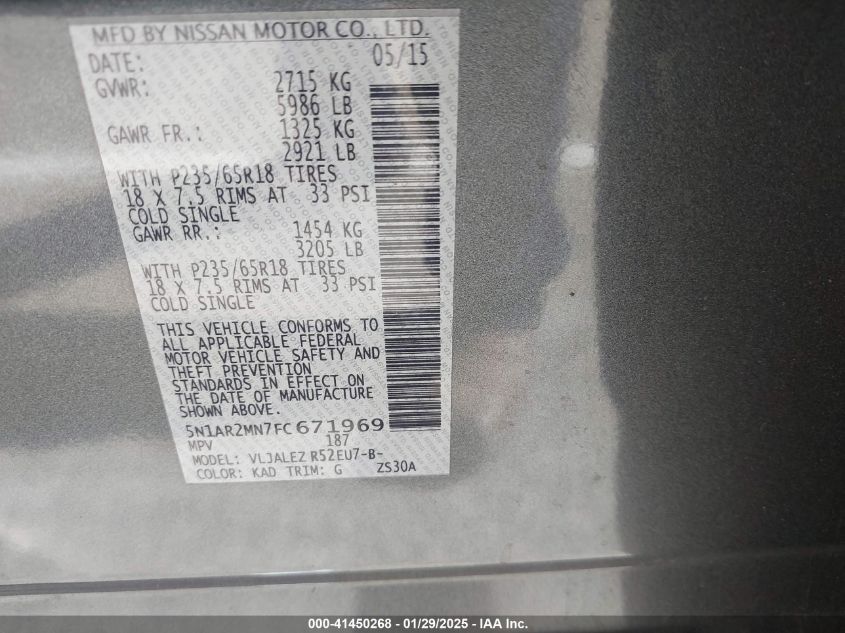 MFD BY NISSAN MOTOR CO., LTD.
DATE: 05/15
GVWR: 2715 KG
5986 LB
GAWR FR.: 1325 KG
2921 LB
WITH P235/65R18 TIRES
18 X 7.5 RIMS AT 33 PSI
COLD SINGLE
GAWR RR.: 1454 KG
3205 LB
WITH P235/65R18 TIRES
18 X 7.5 RIMS AT 33 PSI
COLD SINGLE
THIS VEHICLE CONFORMS TO
ALL APPLICABLE FEDERAL
MOTOR VEHICLE SAFETY AND
THEFT PREVENTION
STANDARDS IN EFFECT ON
THE DATE OF MANUFACTURE
SHOWN ABOVE.
5N1AR2MN7FC671969
MPV 187
MODEL: VLJALEZ R52EU7-B-
COLOR: KAD TRIM: G ZS30A
000-41450268 - 01/29/2025 - IAA Inc.